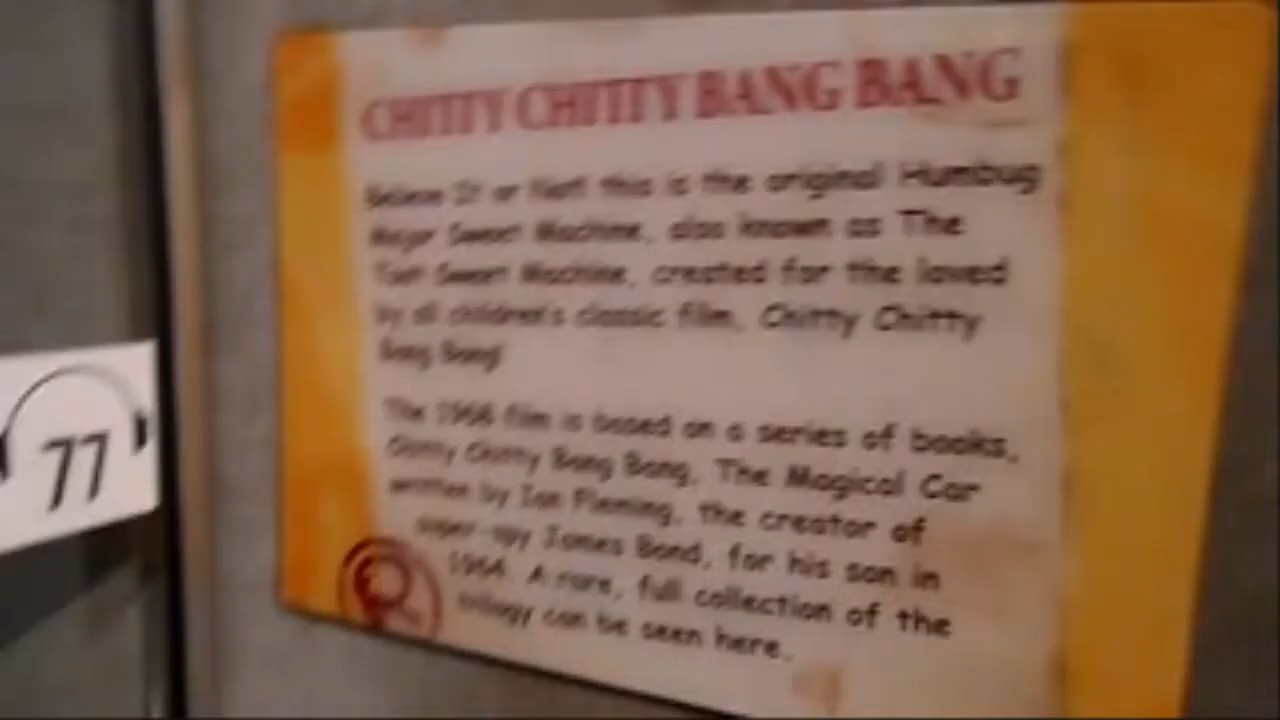 CHITTY CHITTY BANG BANG
Believe It or Not! this is the original Humbug
Major Sweet Machine, also known as The
Toot Sweet Machine, created for the loved
by all children's classic film, Chitty Chitty
Bang Bang!
The 1968 film is based on a series of books,
Chitty Chitty Bang Bang, The Magical Car
written by Ian Fleming, the creator of
super-spy James Bond, for his son in
1964. A rare, full collection of the
trilogy can be seen here.
77